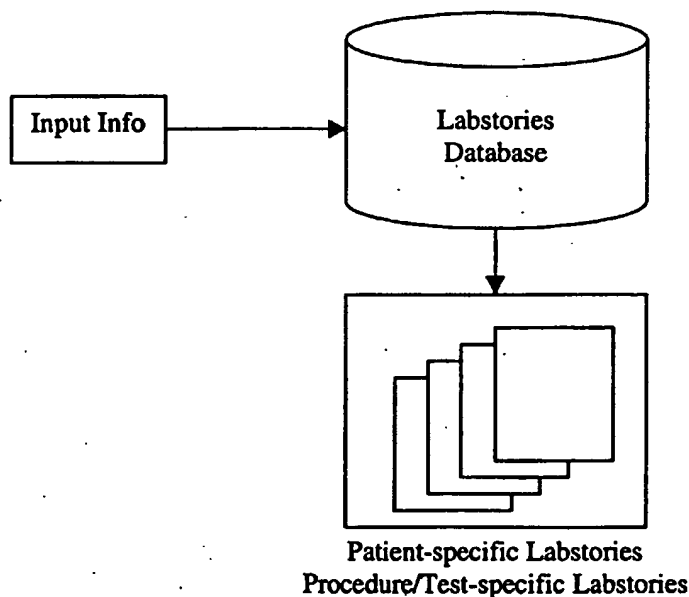 Input Info
Labstories
Database
Patient-specific Labstories
Procedure/Test-specific Labstories